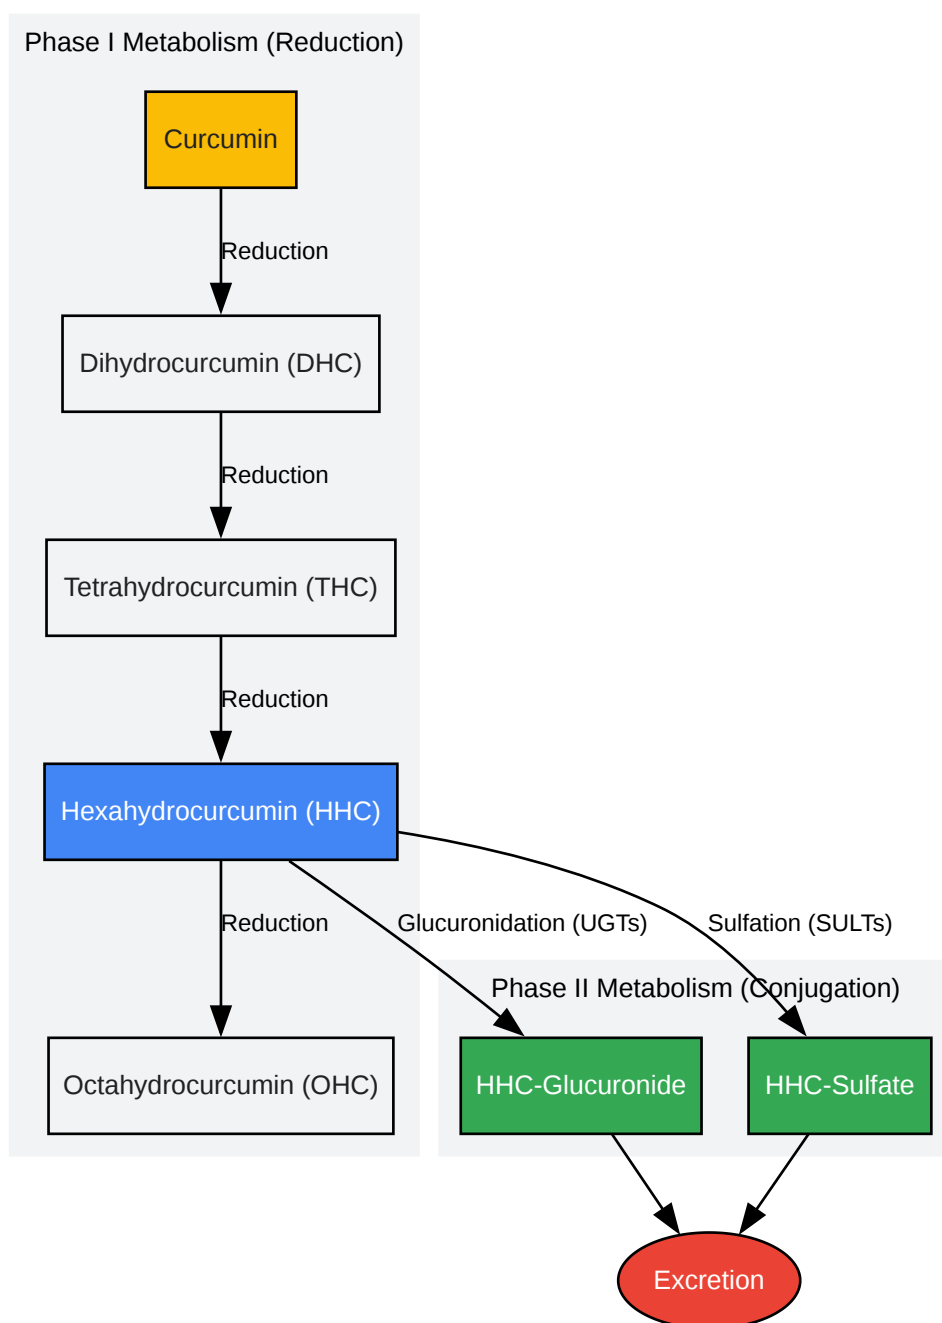 Phase I Metabolism (Reduction)
Curcumin
Reduction
Dihydrocurcumin (DHC)
Reduction
Tetrahydrocurcumin (THC)
Reduction
Hexahydrocurcumin (HHC)
Reduction
Glucuronidation (UGTs)
Sulfation (SULTs)
Phase II Metabolism (Conjugation)
Octahydrocurcumin (OHC)
HHC-Glucuronide
HHC-Sulfate
Excretion